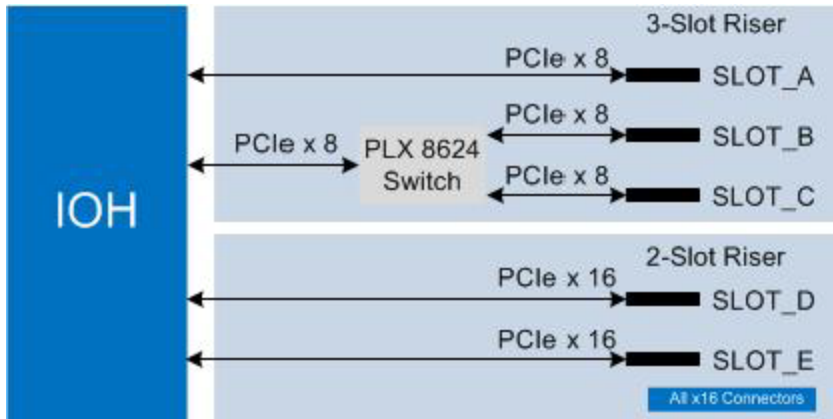 3-Slot Riser
PCIe x 8
SLOT_A
PCIe x 8
SLOT_B
PCIe x 8
PLX 8624
Switch
PCIe x 8
SLOT_C
IOH
2-Slot Riser
PCIe x 16
SLOT_D
PCIe x 16
SLOT_E
All x16 Connectors